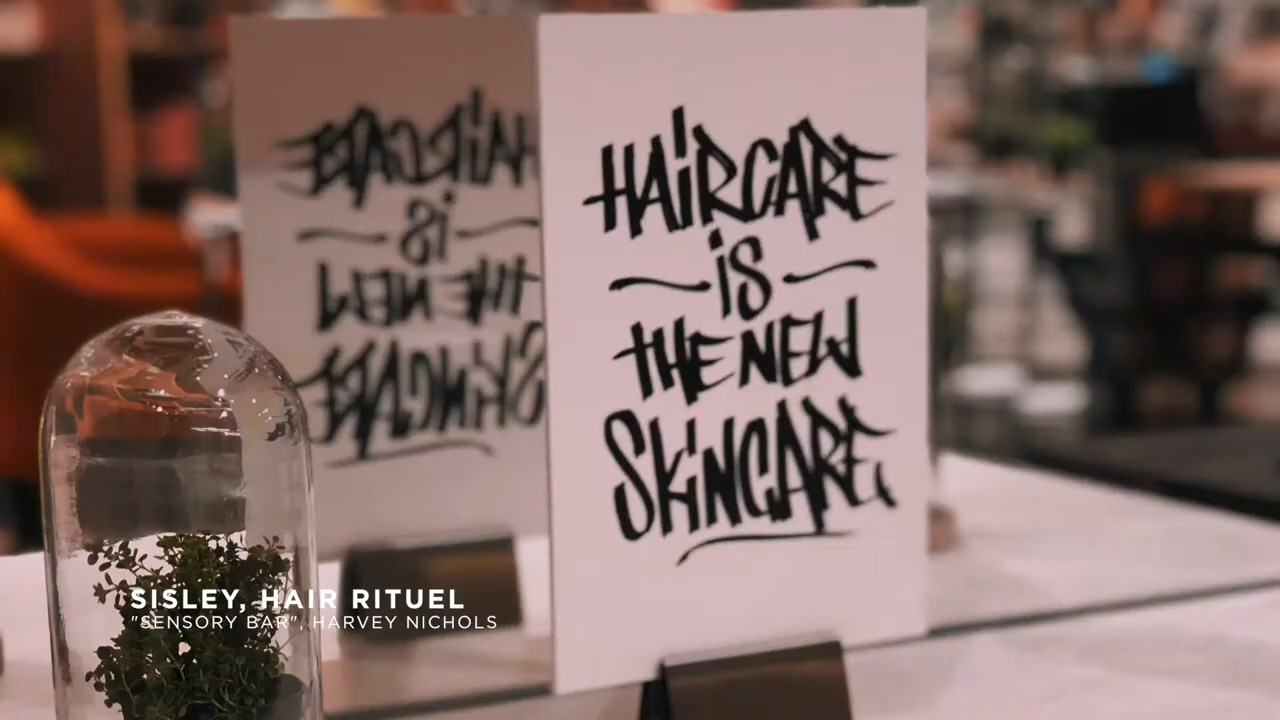 HAiRCARE
iS
THE NEW
SKiNCARE
SISLEY, HAIR RITUEL
"SENSORY BAR", HARVEY NICHOLS